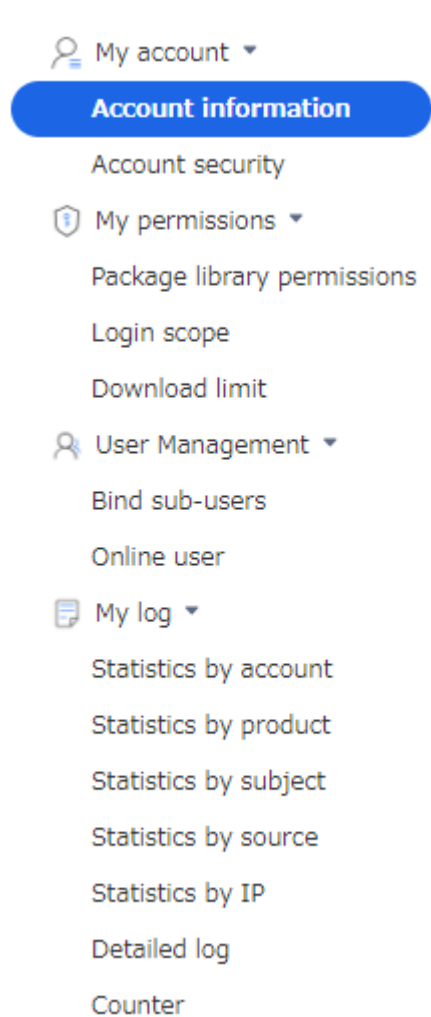 My account
Account information
Account security
My permissions
Package library permissions
Login scope
Download limit
User Management
Bind sub-users
Online user
My log
Statistics by account
Statistics by product
Statistics by subject
Statistics by source
Statistics by IP
Detailed log
Counter